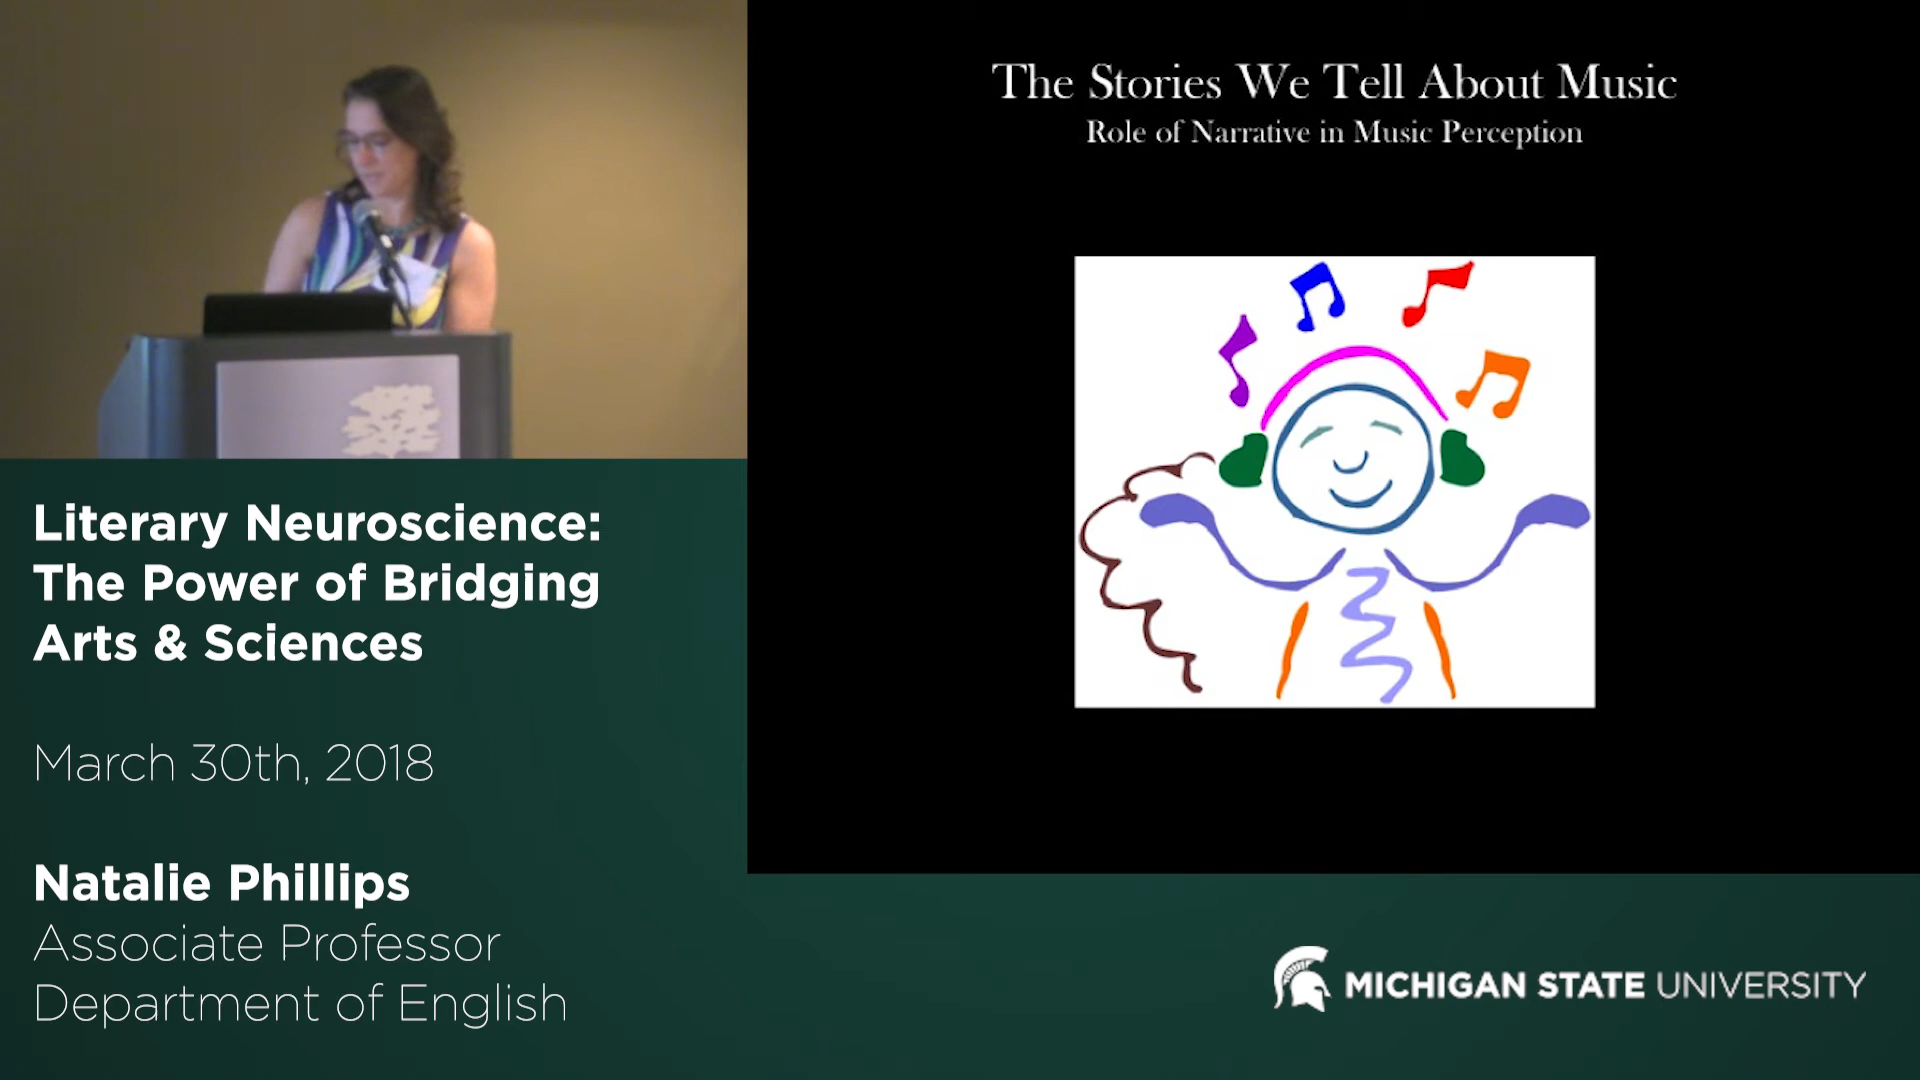 The Stories We Tell About Music
Role of Narrative in Music Perception
Literary Neuroscience:
The Power of Bridging
Arts & Sciences
March 30th, 2018
Natalie Phillips
Associate Professor
Department of English
MICHIGAN STATE UNIVERSITY